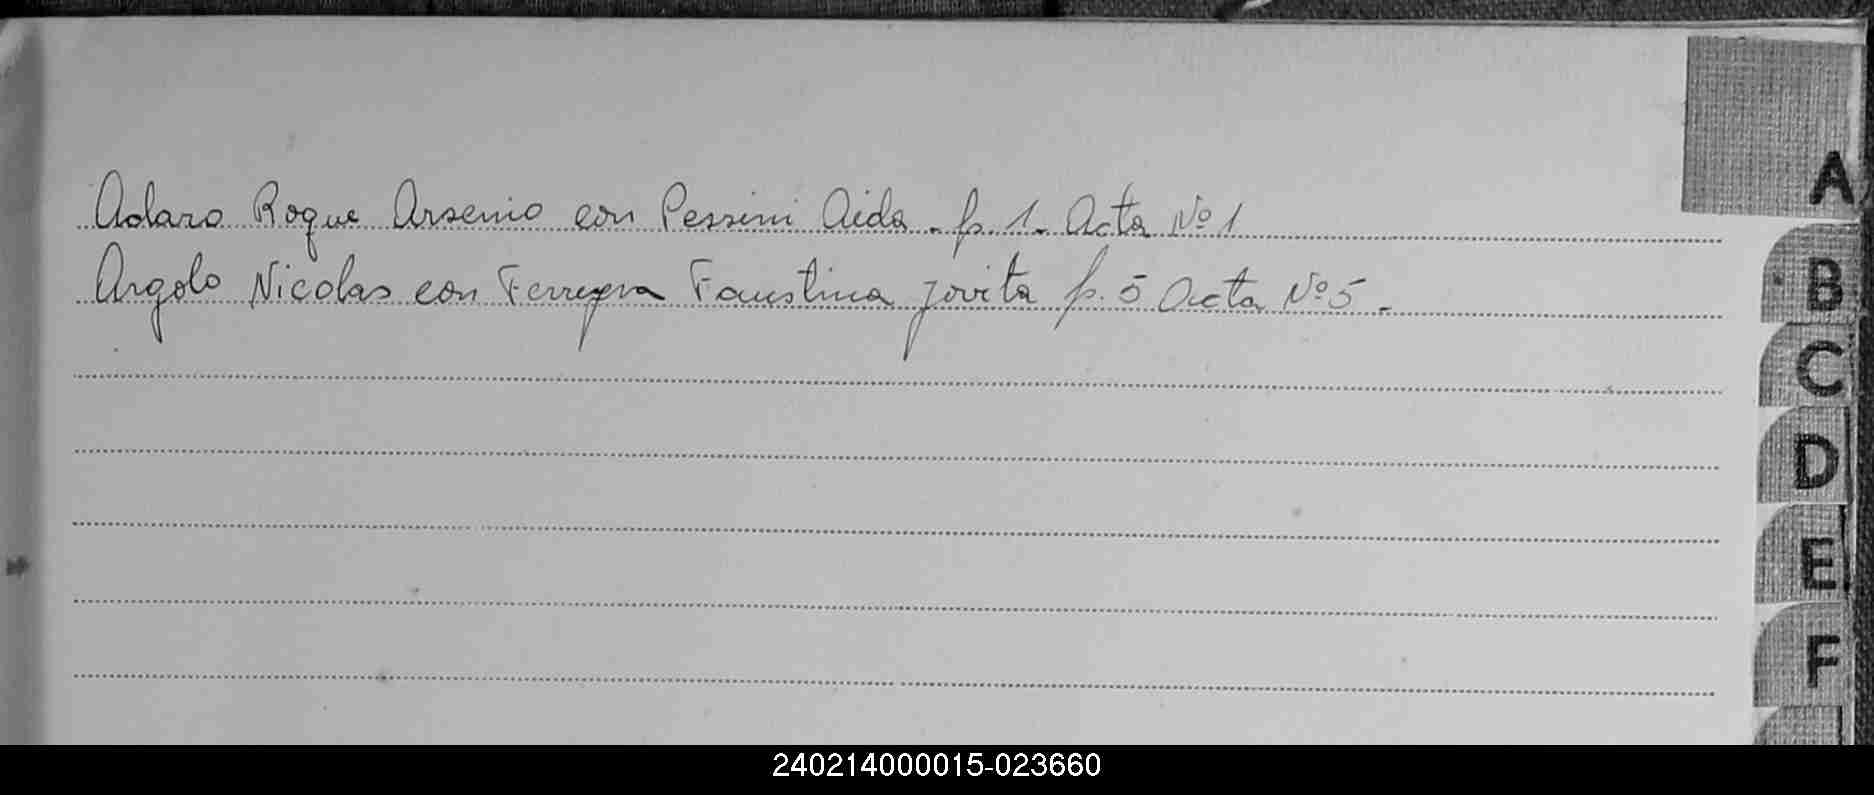 Adaro Roque Arsenio con Pessini Aida. p. 1. Acta Nº 1
Argolo Nicolas con Ferreyra Faustina Jovita p. 5 Acta Nº 5.
A
B
C
D
E
F
240214000015-023660